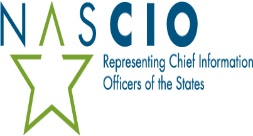 NASCIO
Representing Chief Information
Officers of the States